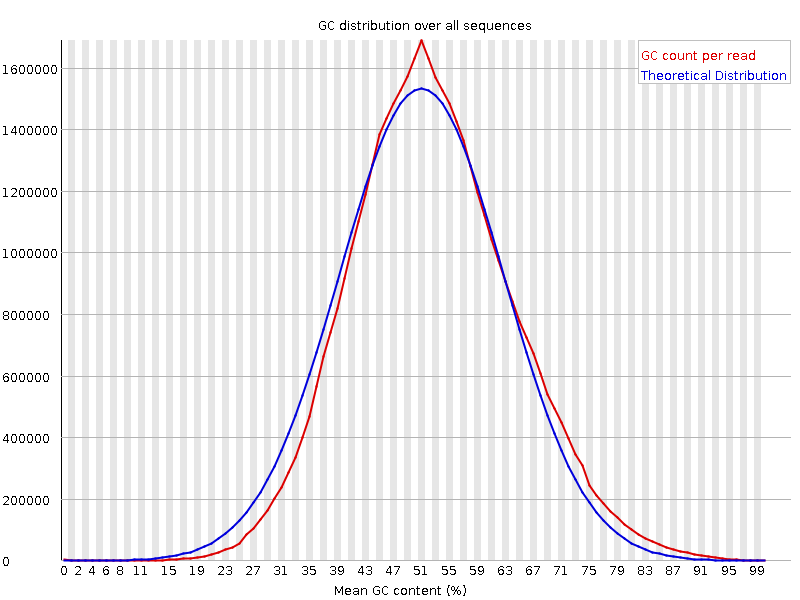 GC distribution over all sequences
GC count per read
Theoretical Distribution
1600000
1400000
1200000
1000000
800000
600000
400000
200000
0
0 2 4 6 8 11 15 19 23 27 31 35 39 43 47 51 55 59 63 67 71 75 79 83 87 91 95 99
Mean GC content (%)